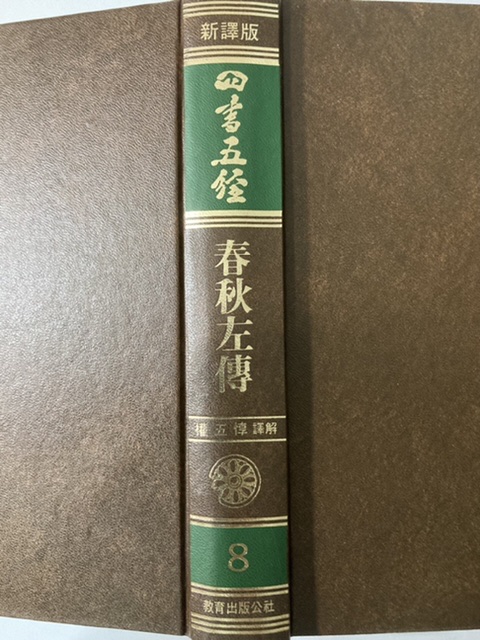 新譯版
四書五経
春秋左傳
權五惇 譯解
8
教育出版公社